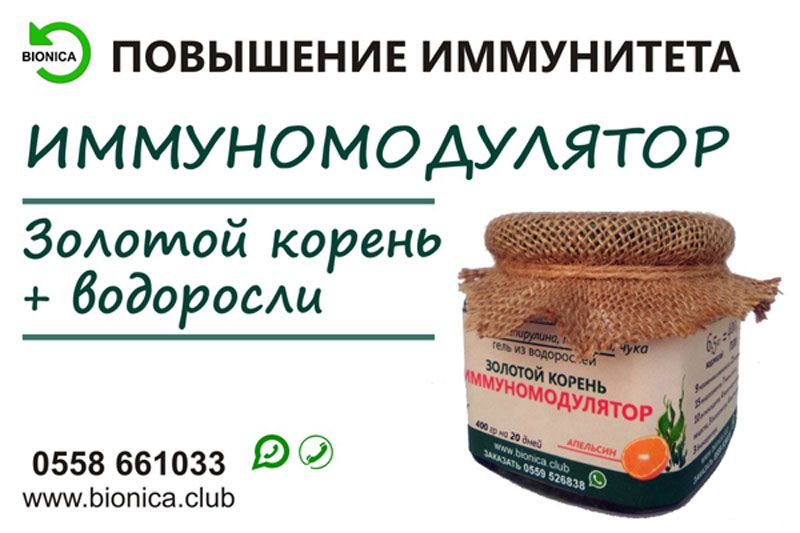 BIONICA
ПОВЫШЕНИЕ ИММУНИТЕТА
ИММУНОМОДУЛЯТОР
Золотой корень
+ водоросли
чука
гель из водорослей
ЗОЛОТОЙ КОРЕНЬ
ИММУНОМОДУЛЯТОР
400 гр на 20 дней
АПЕЛЬСИН
www.bionica.club
ЗАКАЗАТЬ 0559 526838
0558 661033
www.bionica.club